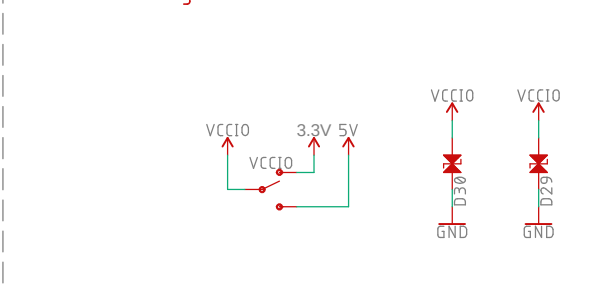 VCCIO VCCIO
VCCIO 3.3V 5V
VCCIO
D30 D29
GND GND